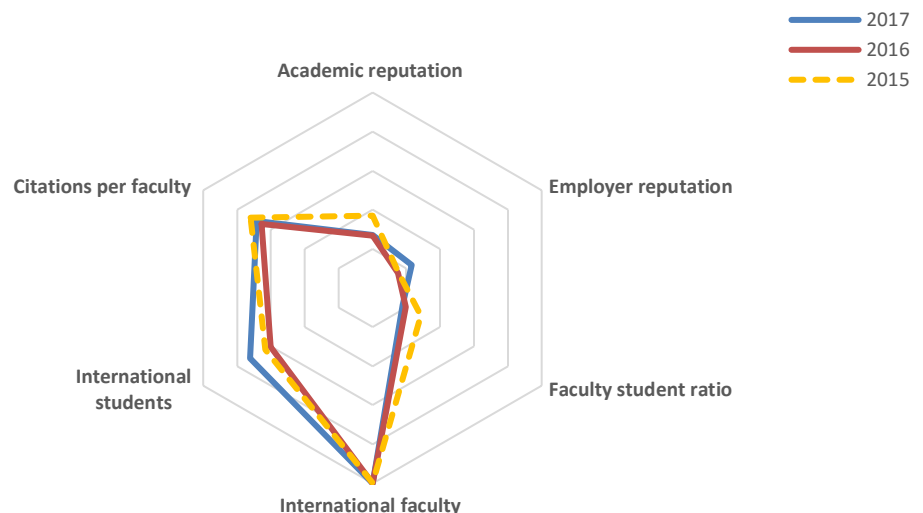 2017
2016
2015
Academic reputation
Citations per faculty
Employer reputation
International
students
Faculty student ratio
International faculty